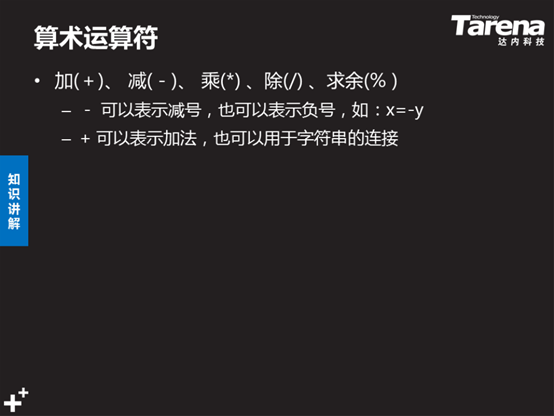 算术运算符
Technology
Tarena
达内科技
• 加( + )、 减( - )、 乘(*) 、除(/) 、求余(% )
– - 可以表示减号，也可以表示负号，如：x=-y
– + 可以表示加法，也可以用于字符串的连接
知识讲解